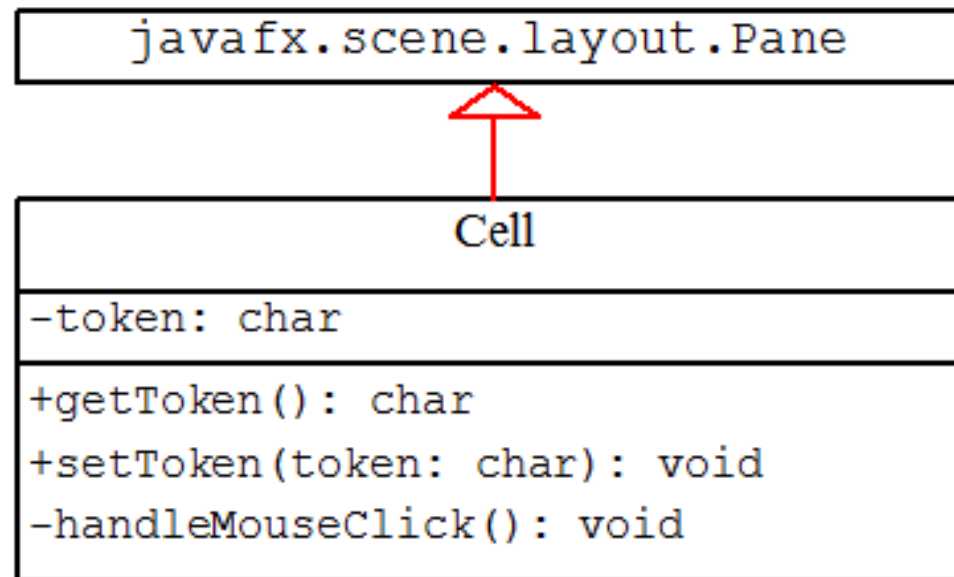 javafx.scene.layout.Pane
Cell
-token: char
+getToken(): char
+setToken(token: char): void
-handleMouseClick(): void